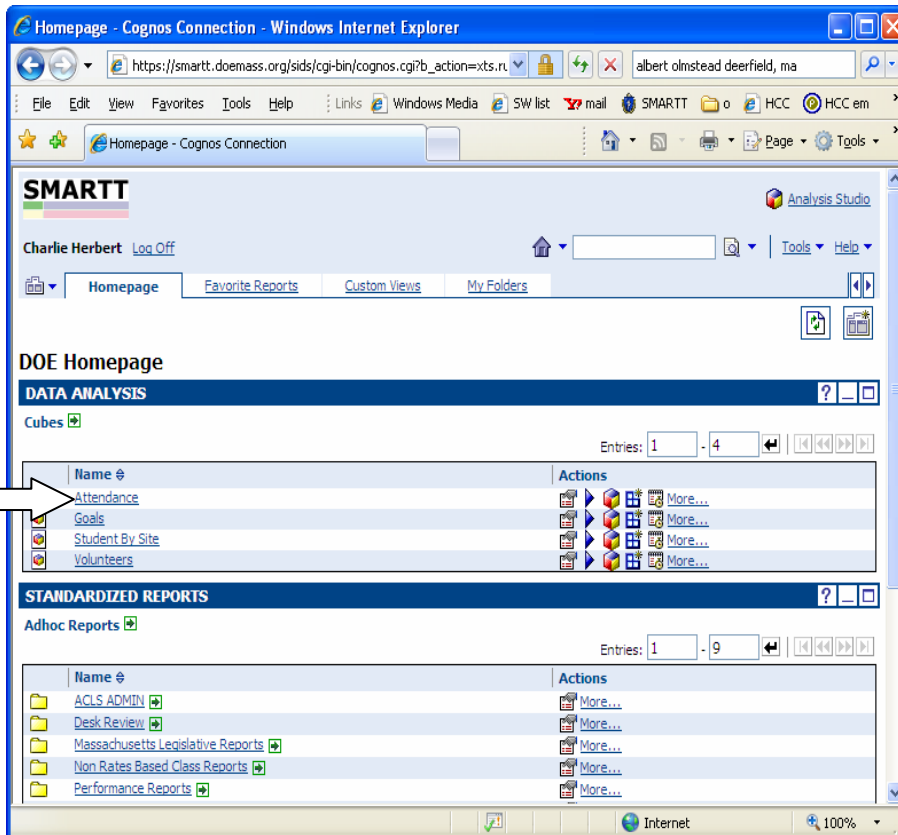 Homepage - Cognos Connection - Windows Internet Explorer
https://smartt.doemass.org/sids/cgi-bin/cognos.cgi?b_action=xts.ru
albert olmstead deerfield, ma
File Edit View Favorites Tools Help Links Windows Media SW list mail SMARTT o HCC HCC em
Homepage - Cognos Connection Page Tools
SMARTT
Analysis Studio
Charlie Herbert Log Off Tools Help
Homepage Favorite Reports Custom Views My Folders
DOE Homepage
DATA ANALYSIS
Cubes
Entries: 1 - 4
Name Actions
Attendance More...
Goals More...
Student By Site More...
Volunteers More...
STANDARDIZED REPORTS
Adhoc Reports
Entries: 1 - 9
Name Actions
ACLS ADMIN More...
Desk Review More...
Massachusetts Legislative Reports More...
Non Rates Based Class Reports More...
Performance Reports More...
Internet 100%